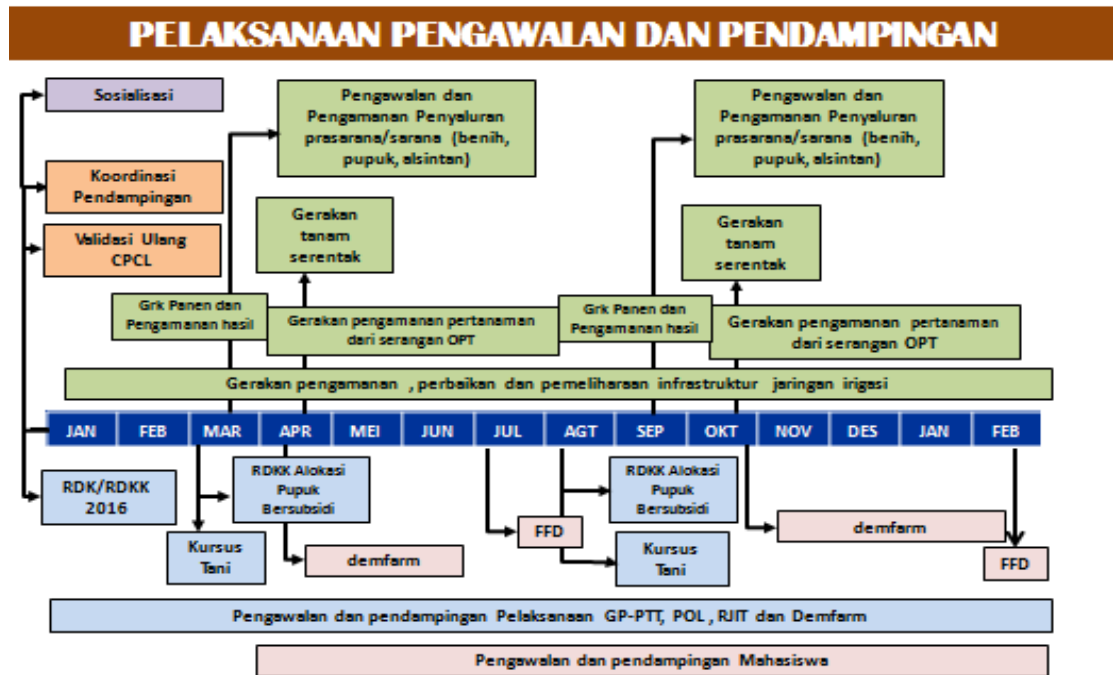 PELAKSANAAN PENGAWALAN DAN PENDAMPINGAN
Sosialisasi
Koordinasi
Pendampingan
Validasi Ulang
CPCL
Pengawalan dan
Pengamanan Penyaluran
prasarana/sarana (benih,
pupuk, alsintan)
Gerakan
tanam
serentak
Pengawalan dan
Pengamanan Penyaluran
prasarana/sarana (benih,
pupuk, alsintan)
Gerakan
tanam
serentak
Grk Panen dan
Pengamanan hasil
Gerakan pengamanan pertanaman
dari serangan OPT
Grk Panen dan
Pengamanan hasil
Gerakan pengamanan pertanaman
dari serangan OPT
Gerakan pengamanan , perbaikan dan pemeliharaan infrastruktur jaringan irigasi
JAN FEB MAR APR MEI JUN JUL AGT SEP OKT NOV DES JAN FEB
RDK/RDKK
2016
RDKK Alokasi
Pupuk
Bersubsidi
Kursus
Tani
demfarm
FFD
RDKK Alokasi
Pupuk
Bersubsidi
Kursus
Tani
demfarm
FFD
Pengawalan dan pendampingan Pelaksanaan GP-PTT, POL , RJIT dan Demfarm
Pengawalan dan pendampingan Mahasiswa